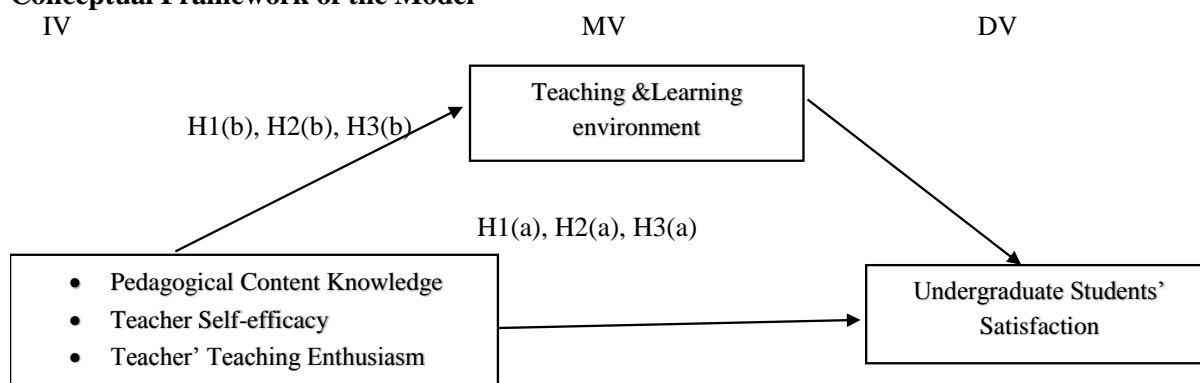 Conceptual Framework of the Model
IV MV DV
Teaching &Learning
environment
H1(b), H2(b), H3(b)
H1(a), H2(a), H3(a)
• Pedagogical Content Knowledge
• Teacher Self-efficacy
• Teacher’ Teaching Enthusiasm
Undergraduate Students’
Satisfaction